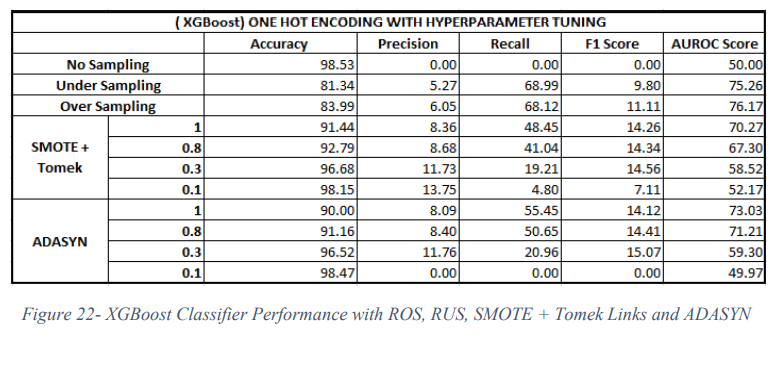 ( XGBoost) ONE HOT ENCODING WITH HYPERPARAMETER TUNING
Accuracy Precision Recall F1 Score AUROC Score
No Sampling 98.53 0.00 0.00 0.00 50.00
Under Sampling 81.34 5.27 68.99 9.80 75.26
Over Sampling 83.99 6.05 68.12 11.11 76.17
SMOTE + Tomek 1 91.44 8.36 48.45 14.26 70.27
0.8 92.79 8.68 41.04 14.34 67.30
0.3 96.68 11.73 19.21 14.56 58.52
0.1 98.15 13.75 4.80 7.11 52.17
ADASYN 1 90.00 8.09 55.45 14.12 73.03
0.8 91.16 8.40 50.65 14.41 71.21
0.3 96.52 11.76 20.96 15.07 59.30
0.1 98.47 0.00 0.00 0.00 49.97
Figure 22- XGBoost Classifier Performance with ROS, RUS, SMOTE + Tomek Links and ADASYN